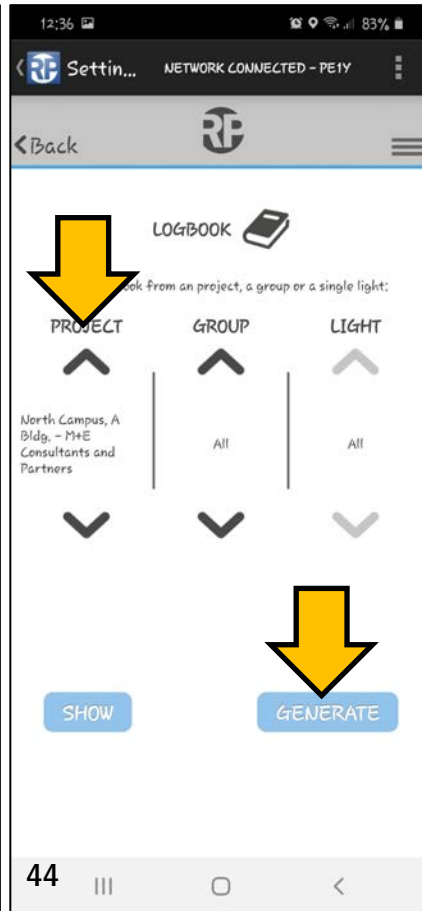 12:36 83%
Settin... NETWORK CONNECTED - PE1Y
RP
Back
LOGBOOK
from an project, a group or a single light:
PROJECT GROUP LIGHT
North Campus, A
Bldg. - M+E
Consultants and
Partners
All
All
SHOW GENERATE
44